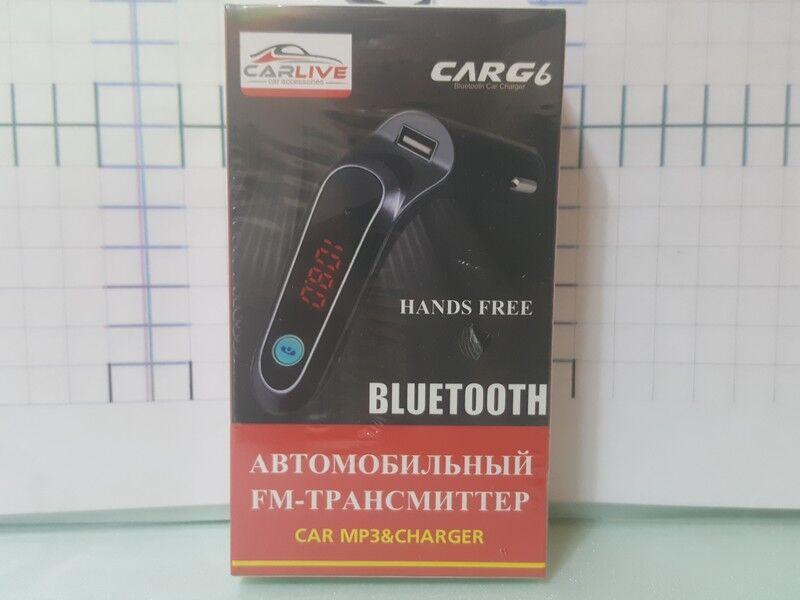 CARLIVE
car accessories
CARG6
Bluetooth Car Charger
HANDS FREE
BLUETOOTH
АВТОМОБИЛЬНЫЙ
FM-ТРАНСМИТТЕР
CAR MP3&CHARGER